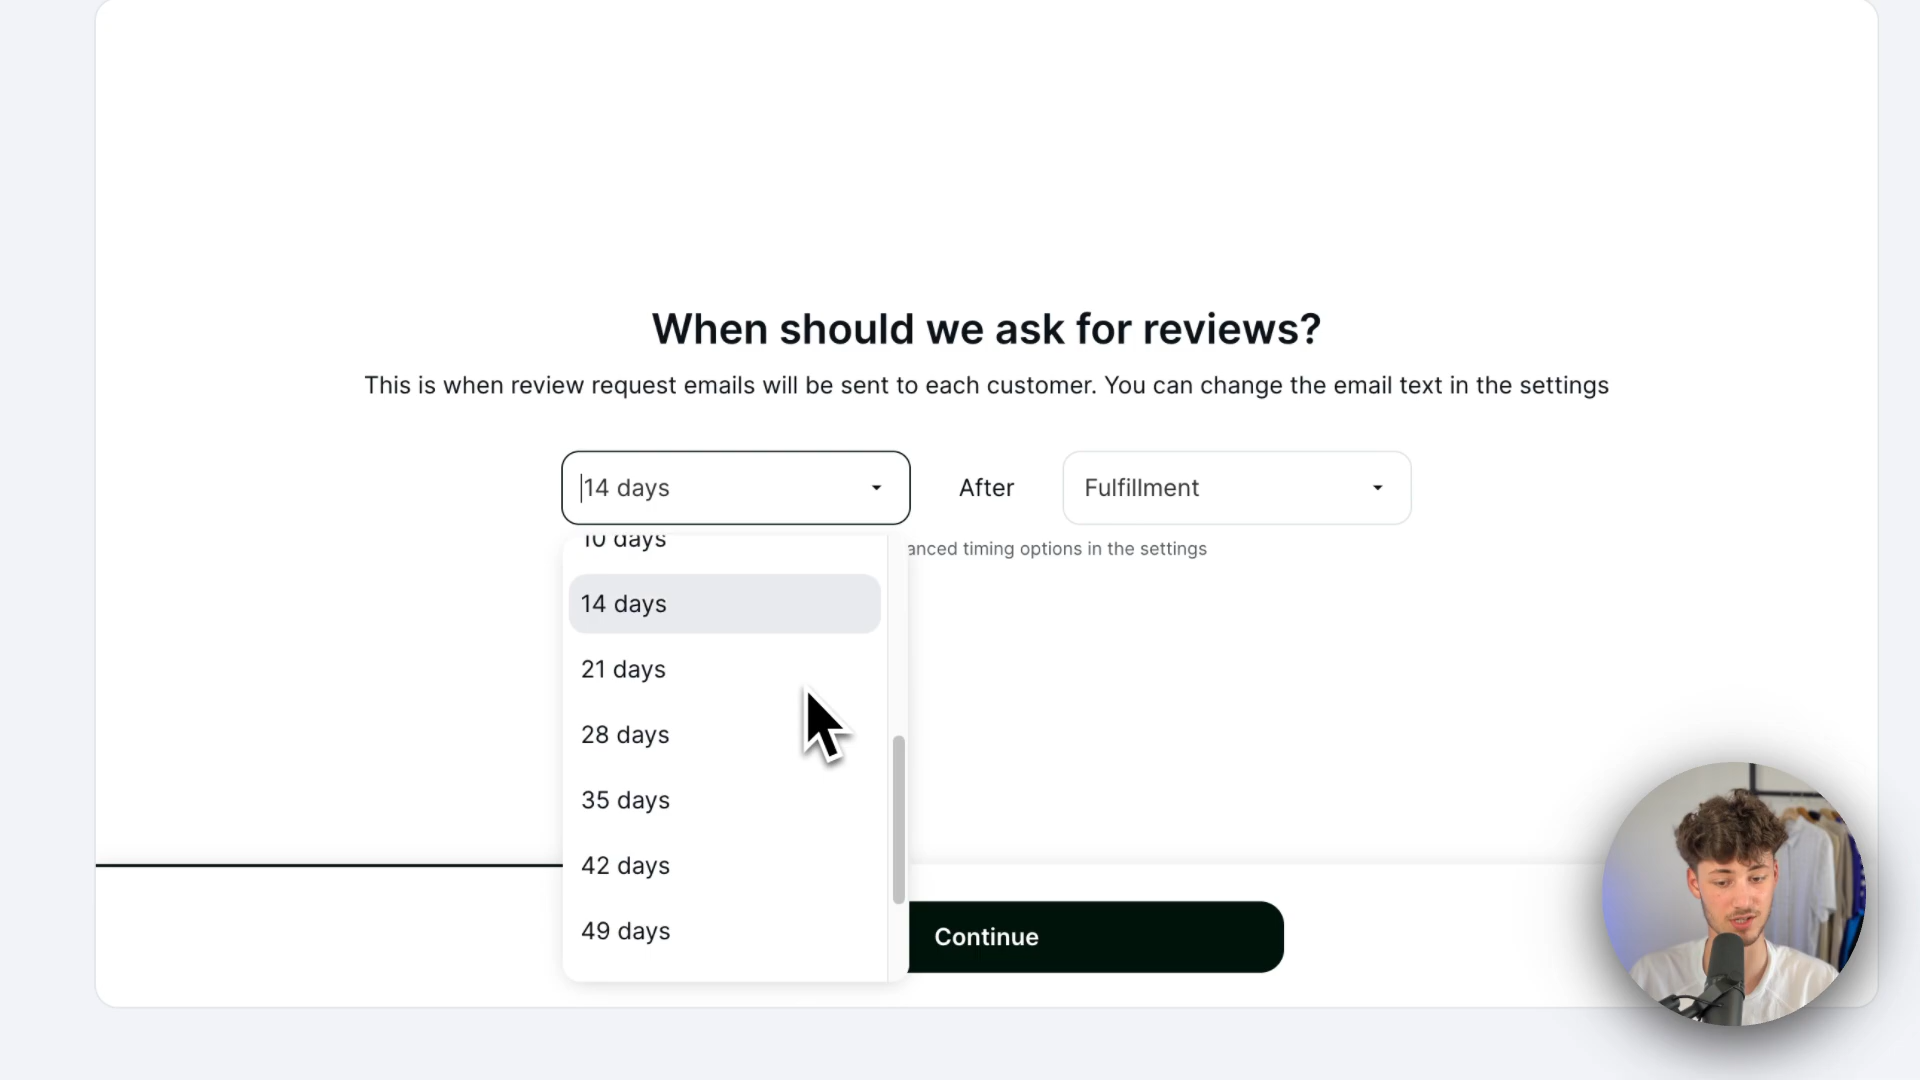 When should we ask for reviews?
This is when review request emails will be sent to each customer. You can change the email text in the settings
14 days
After
Fulfillment
10 days
timing options in the settings
14 days
21 days
28 days
35 days
42 days
49 days
Continue